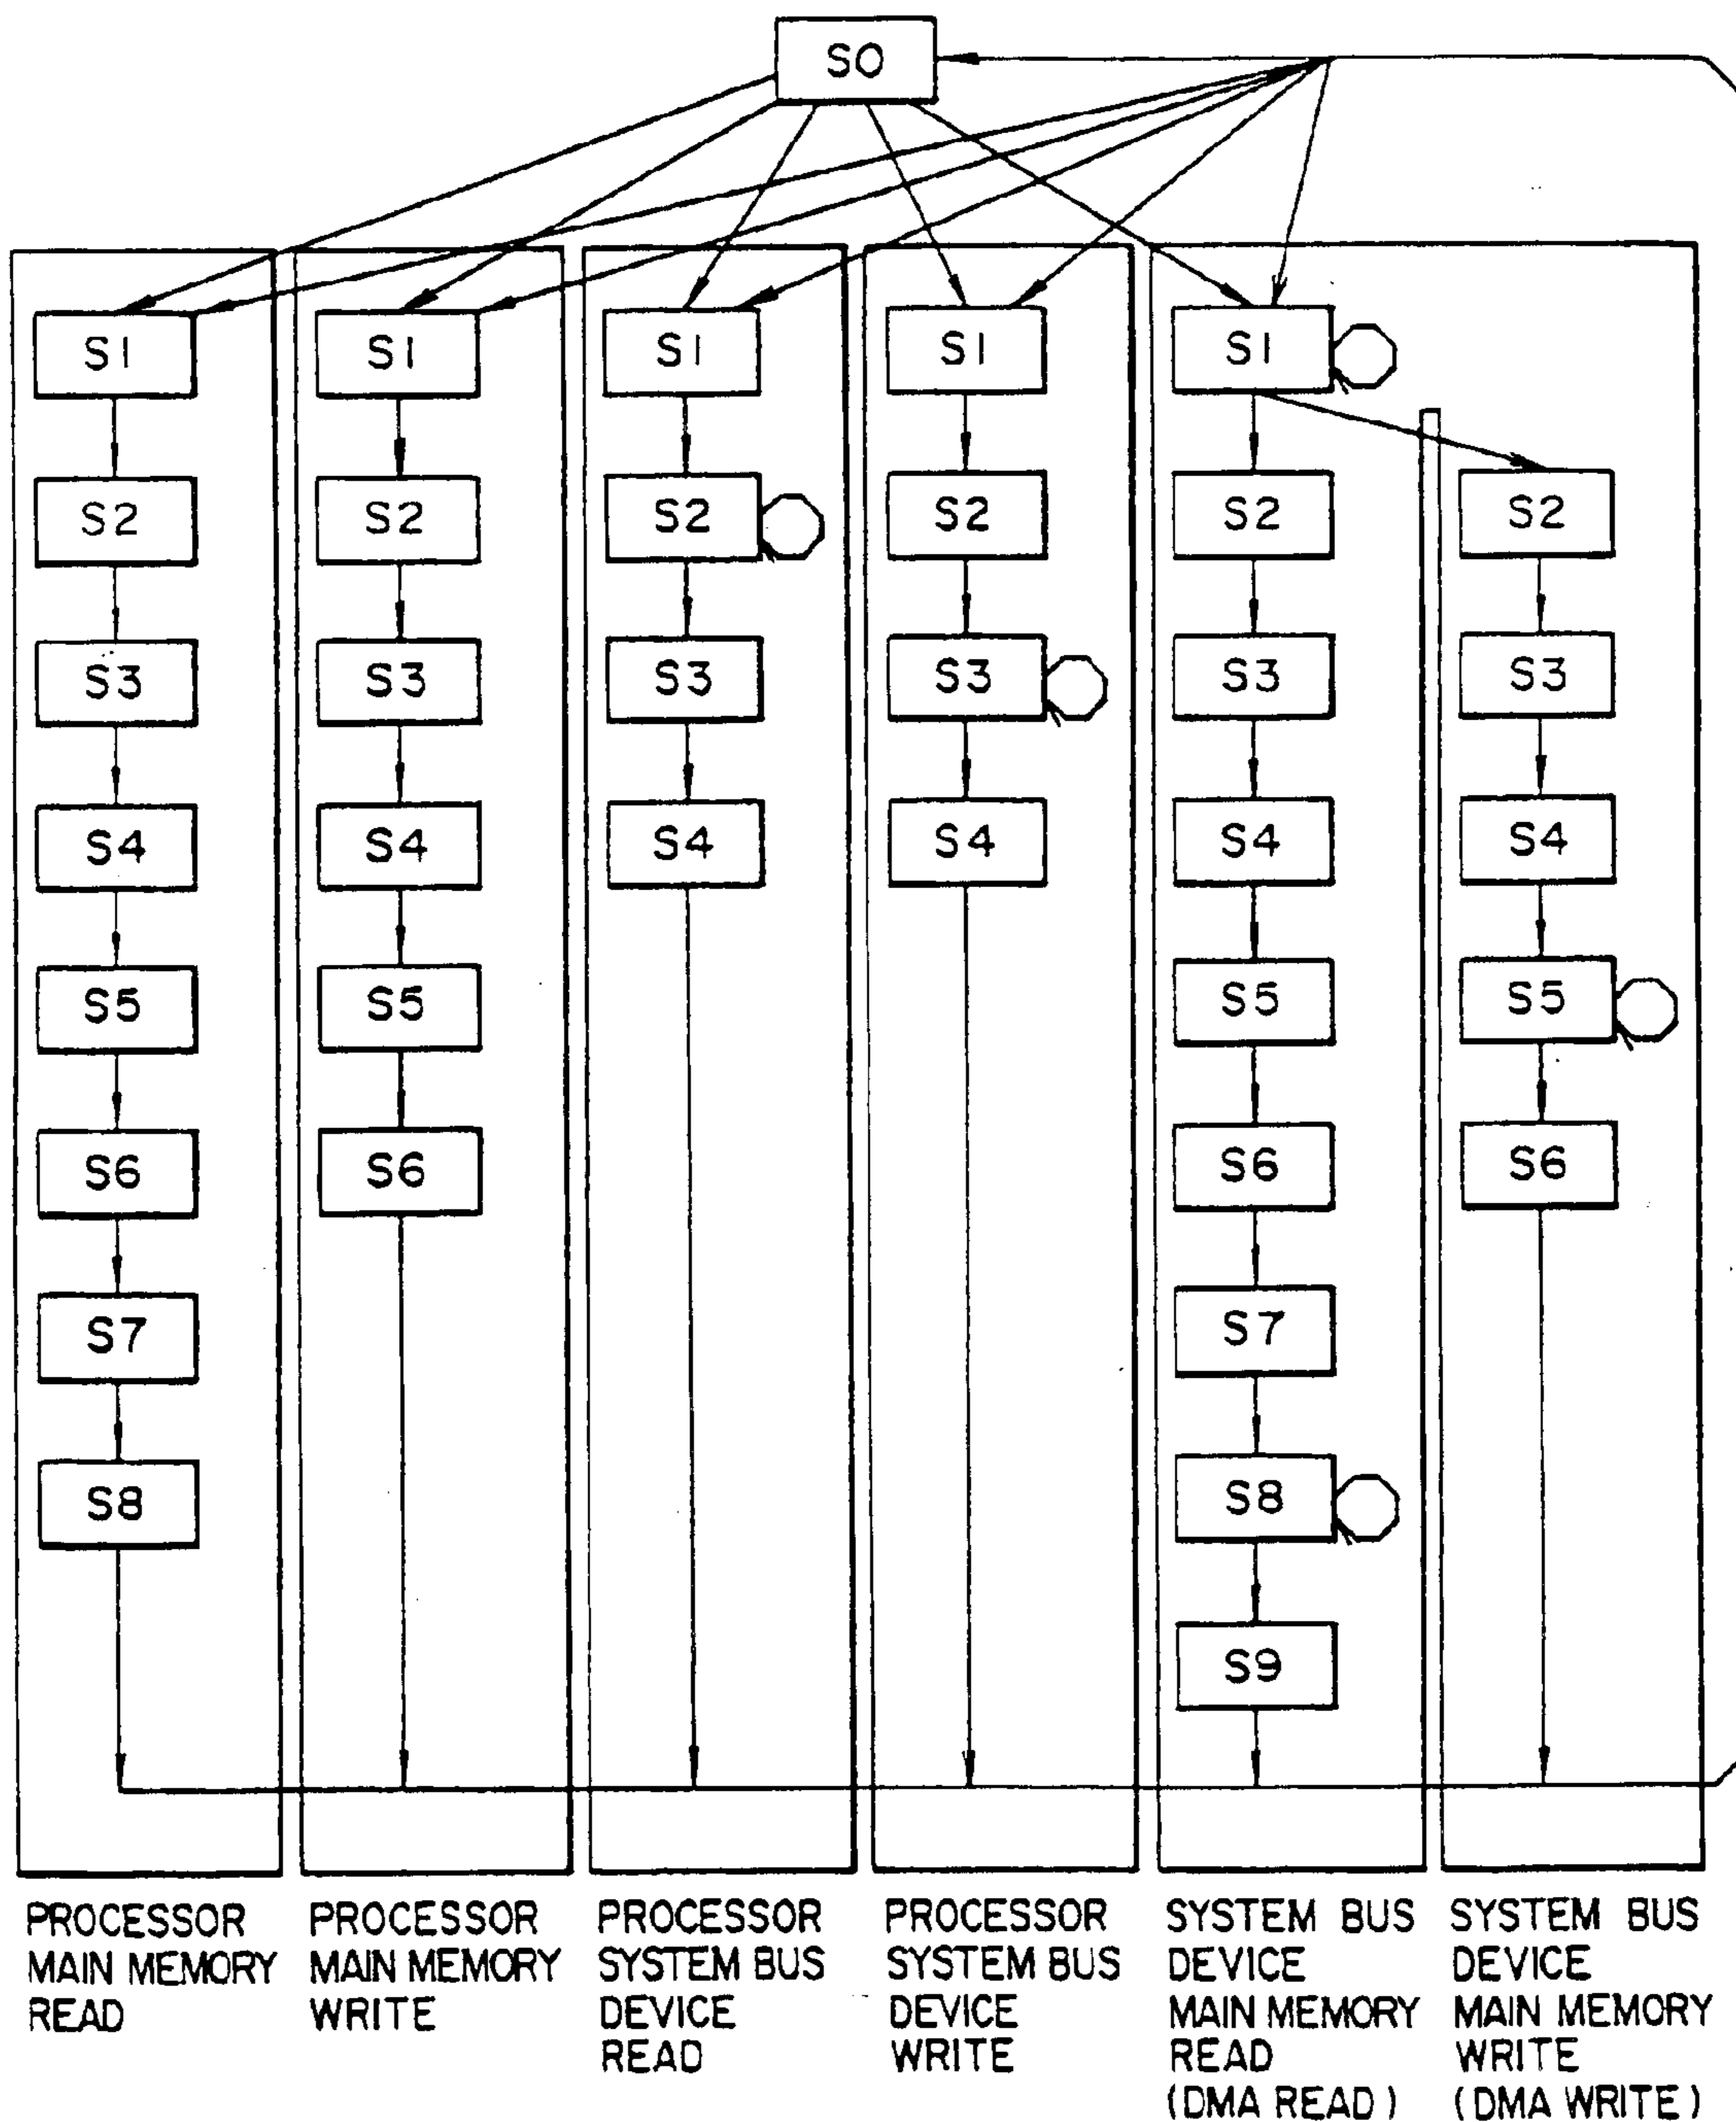 S0
S1
S2
S3
S4
S5
S6
S7
S8
S1
S2
S3
S4
S5
S6
S1
S2
S3
S4
S1
S2
S3
S4
S1
S2
S3
S4
S5
S6
S7
S8
S9
S2
S3
S4
S5
S6
PROCESSOR
MAIN MEMORY
READ
PROCESSOR
MAIN MEMORY
WRITE
PROCESSOR
SYSTEM BUS
DEVICE
READ
PROCESSOR
SYSTEM BUS
DEVICE
WRITE
SYSTEM BUS
DEVICE
MAIN MEMORY
READ
(DMA READ)
SYSTEM BUS
DEVICE
MAIN MEMORY
WRITE
(DMA WRITE)